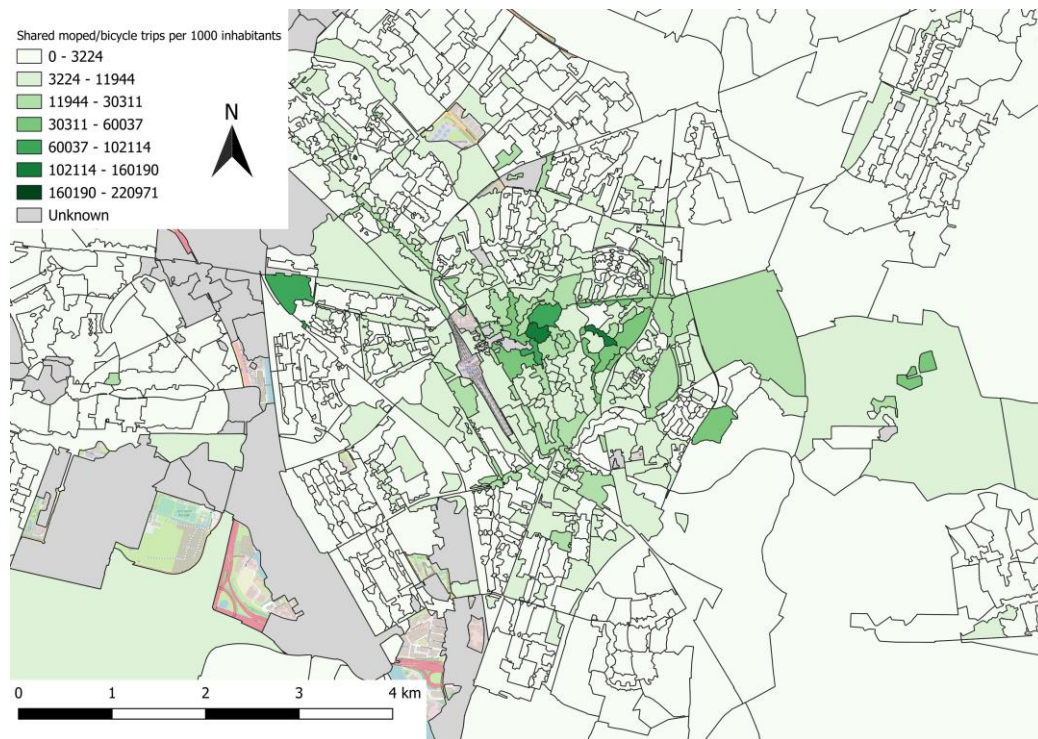 Shared moped/bicycle trips per 1000 inhabitants
0 - 3224
3224 - 11944
11944 - 30311
30311 - 60037
60037 - 102114
102114 - 160190
160190 - 220971
Unknown
N
0 1 2 3 4 km